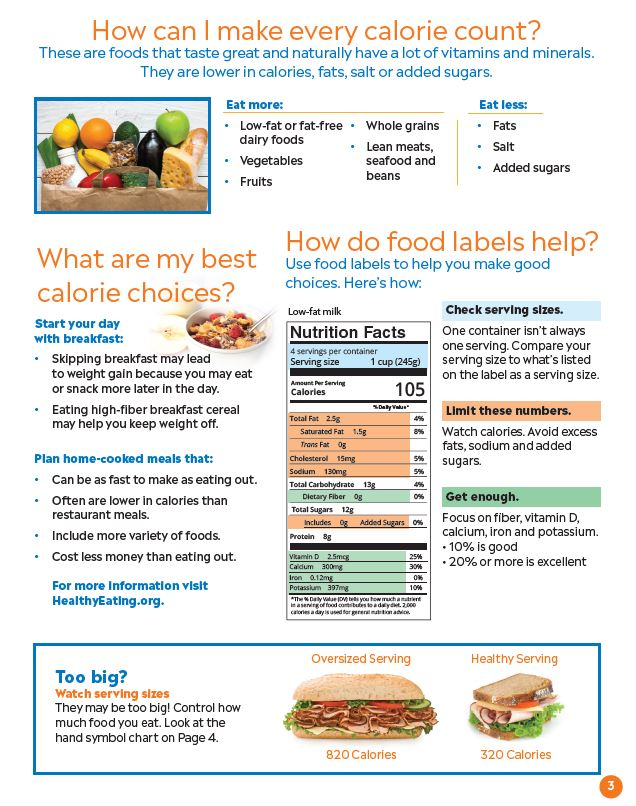 How can I make every calorie count?
These are foods that taste great and naturally have a lot of vitamins and minerals.
They are lower in calories, fats, salt or added sugars.
Eat more:
• Low-fat or fat-free
dairy foods
• Vegetables
• Fruits
• Whole grains
• Lean meats,
seafood and
beans
Eat less:
• Fats
• Salt
• Added sugars
What are my best
calorie choices?
Start your day
with breakfast:
• Skipping breakfast may lead
to weight gain because you may eat
or snack more later in the day.
• Eating high-fiber breakfast cereal
may help you keep weight off.
Plan home-cooked meals that:
• Can be as fast to make as eating out.
• Often are lower in calories than
restaurant meals.
• Include more variety of foods.
• Cost less money than eating out.
For more information visit
HealthyEating.org.
How do food labels help?
Use food labels to help you make good
choices. Here's how:
Low-fat milk
Nutrition Facts
4 servings per container
Serving size 1 cup (245g)
Amount Per Serving
Calories 105
% Daily Value*
Total Fat 2.5g 4%
Saturated Fat 1.5g 8%
Trans Fat 0g
Cholesterol 15mg 5%
Sodium 130mg 5%
Total Carbohydrate 13g 4%
Dietary Fiber 0g 0%
Total Sugars 12g
Includes 0g Added Sugars 0%
Protein 8g
Vitamin D 2.5mcg 25%
Calcium 300mg 30%
Iron 0.12mg 0%
Potassium 397mg 10%
*The % Daily Value (DV) tells you how much a nutrient
in a serving of food contributes to a daily diet. 2,000
calories a day is used for general nutrition advice.
Check serving sizes.
One container isn't always
one serving. Compare your
serving size to what's listed
on the label as a serving size.
Limit these numbers.
Watch calories. Avoid excess
fats, sodium and added
sugars.
Get enough.
Focus on fiber, vitamin D,
calcium, iron and potassium.
• 10% is good
• 20% or more is excellent
Too big?
Watch serving sizes
They may be too big! Control how
much food you eat. Look at the
hand symbol chart on Page 4.
Oversized Serving
820 Calories
Healthy Serving
320 Calories
3